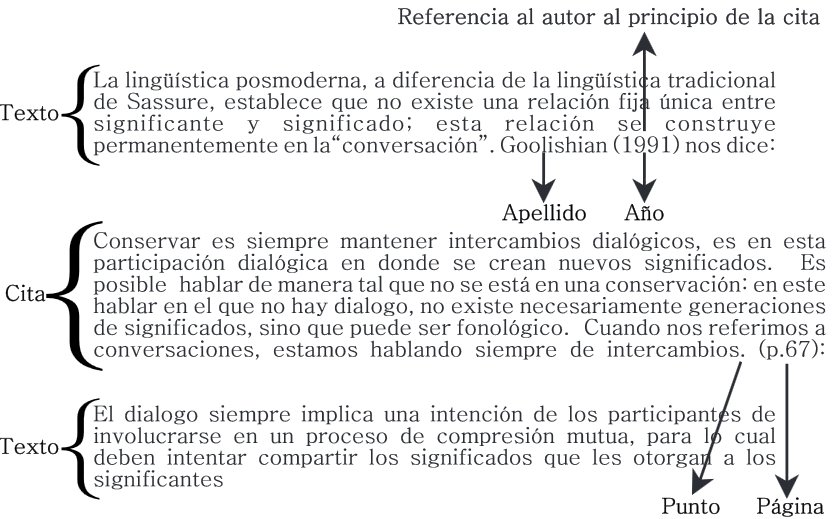 Referencia al autor al principio de la cita
Texto
La lingüística posmoderna, a diferencia de la lingüística tradicional
de Sassure, establece que no existe una relación fija única entre
significante y significado; esta relación se construye
permanentemente en la“conversación”. Goolishian (1991) nos dice:
Apellido Año
Cita
Conservar es siempre mantener intercambios dialógicos, es en esta
participación dialógica en donde se crean nuevos significados. Es
posible hablar de manera tal que no se está en una conservación: en este
hablar en el que no hay dialogo, no existe necesariamente generaciones
de significados, sino que puede ser fonológico. Cuando nos referimos a
conversaciones, estamos hablando siempre de intercambios. (p.67):
Texto
El dialogo siempre implica una intención de los participantes de
involucrarse en un proceso de compresión mutua, para lo cual
deben intentar compartir los significados que les otorgan a los
significantes
Punto Página